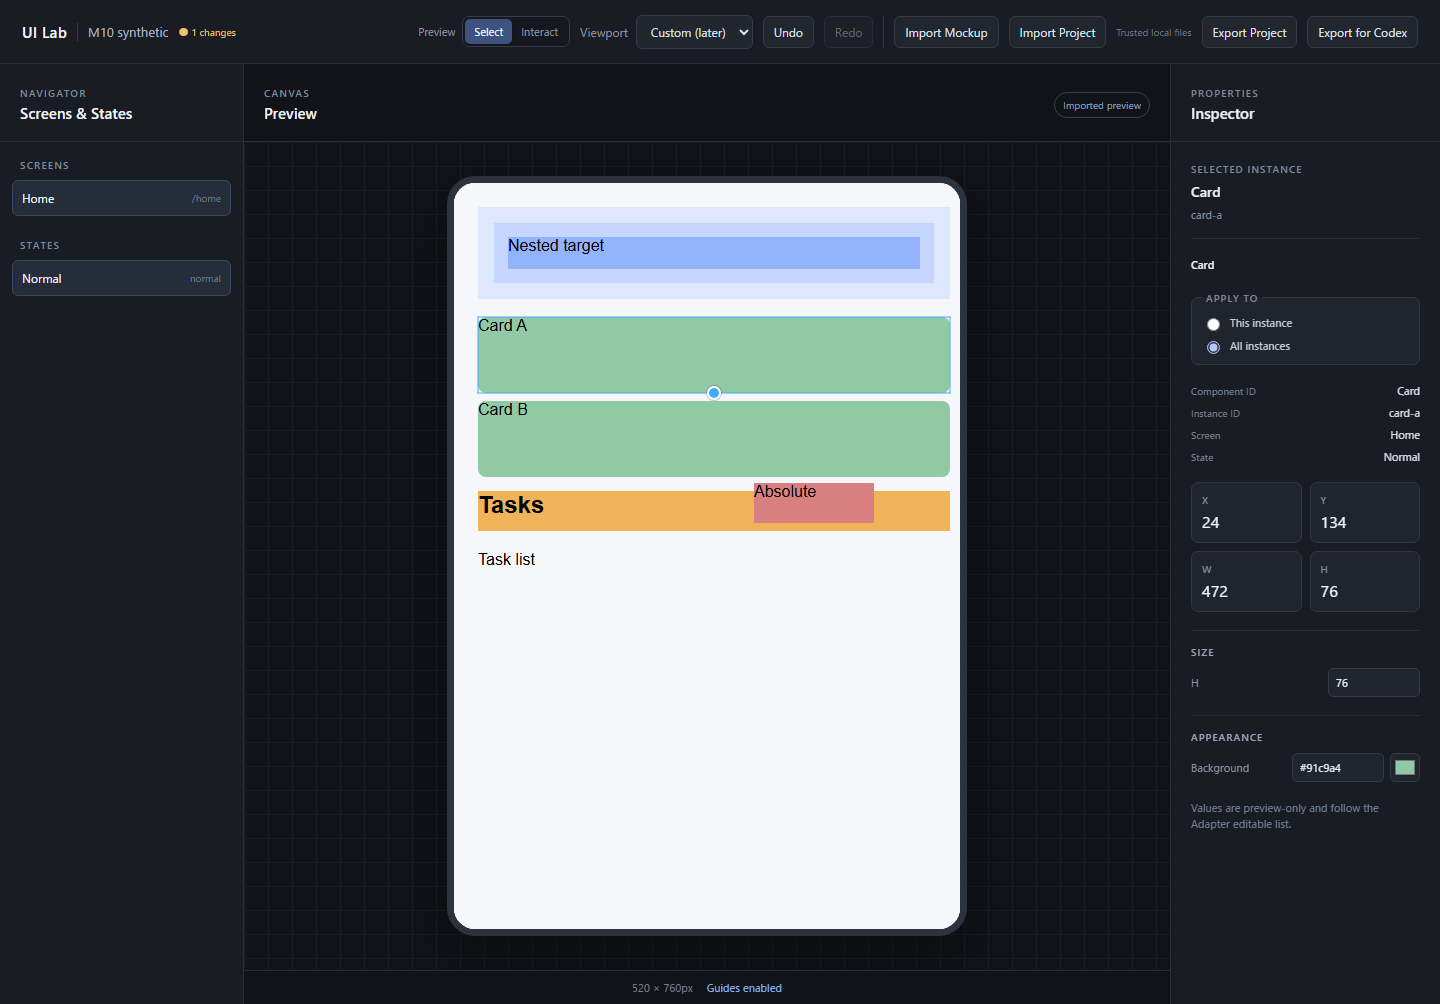 UI Lab M10 synthetic 1 changes Preview Select Interact Viewport Custom (later) Undo Redo Import Mockup Import Project Trusted local files Export Project Export for Codex
NAVIGATOR
Screens & States
SCREENS
Home /home
STATES
Normal normal
CANVAS
Preview
Imported preview
Nested target
Card A
Card B
Absolute
Tasks
Task list
520 × 760px Guides enabled
PROPERTIES
Inspector
SELECTED INSTANCE
Card
card-a
Card
APPLY TO
This instance
All instances
Component ID Card
Instance ID card-a
Screen Home
State Normal
X Y
24 134
W H
472 76
SIZE
H 76
APPEARANCE
Background #91c9a4
Values are preview-only and follow the
Adapter editable list.